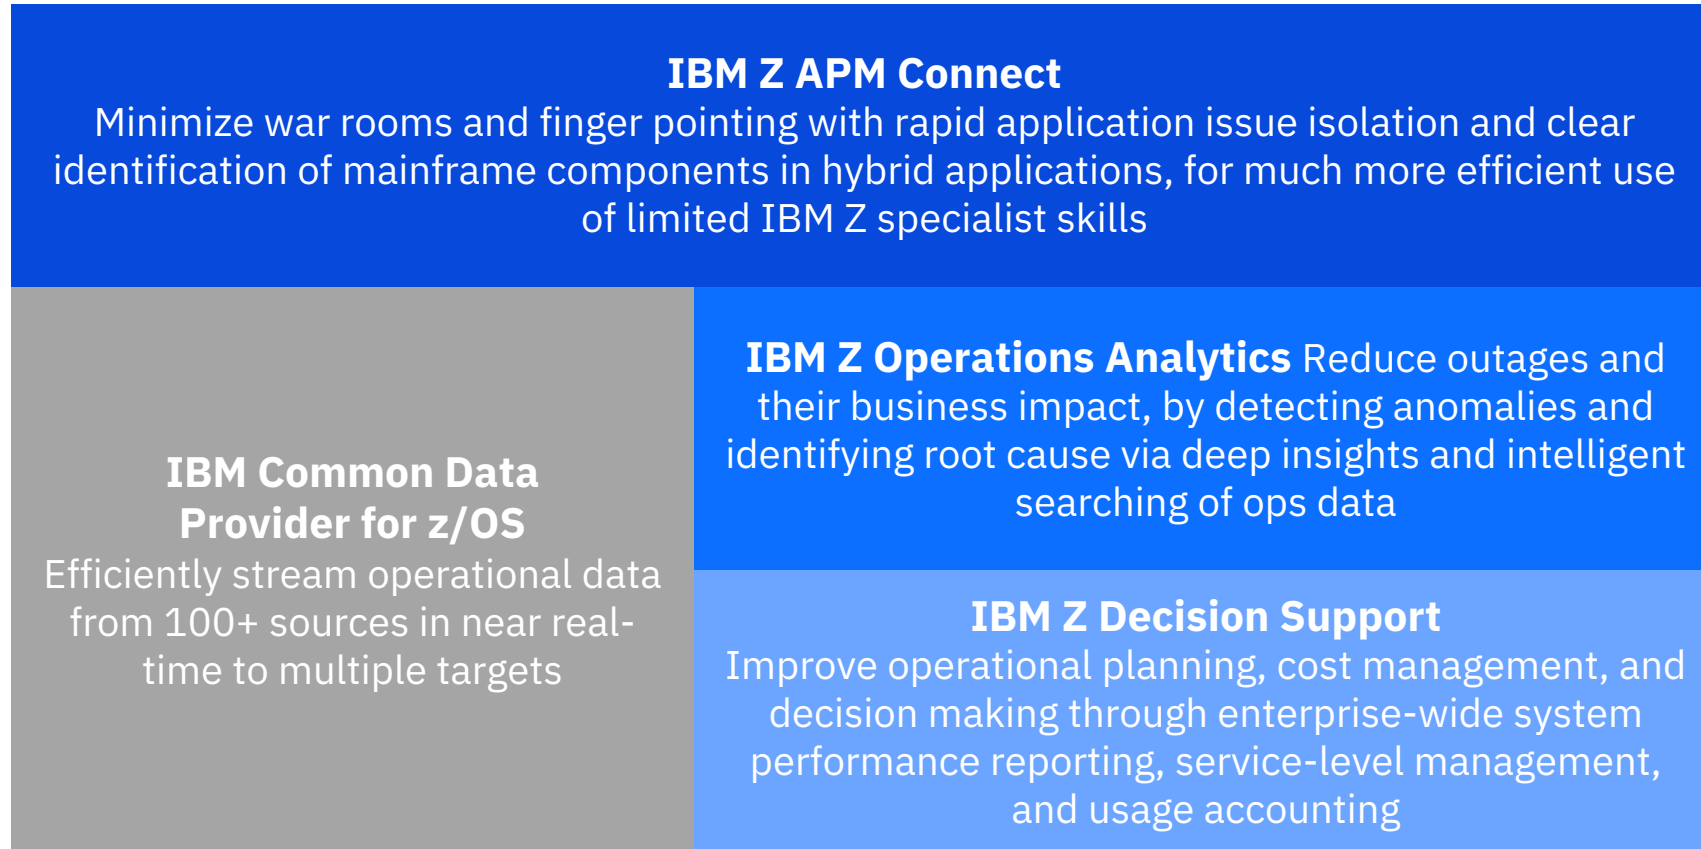 IBM Z APM Connect
Minimize war rooms and finger pointing with rapid application issue isolation and clear
identification of mainframe components in hybrid applications, for much more efficient use
of limited IBM Z specialist skills
IBM Common Data
Provider for z/OS
Efficiently stream operational data
from 100+ sources in near real-
time to multiple targets
IBM Z Operations Analytics Reduce outages and
their business impact, by detecting anomalies and
identifying root cause via deep insights and intelligent
searching of ops data
IBM Z Decision Support
Improve operational planning, cost management, and
decision making through enterprise-wide system
performance reporting, service-level management,
and usage accounting